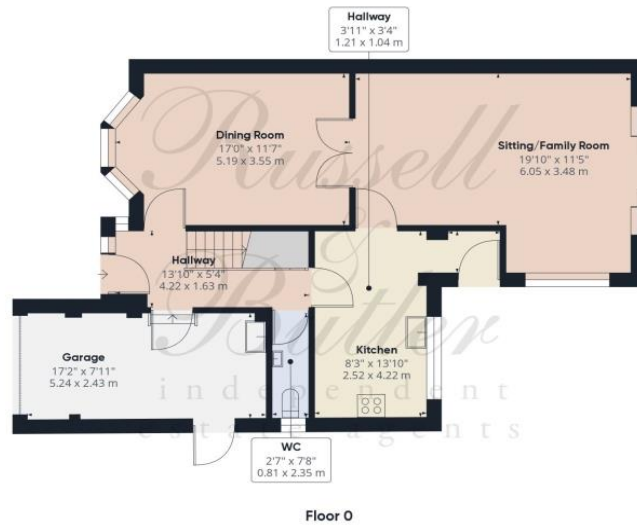 Hallway
3'11" x 3'4"
1.21 x 1.04 m
Dining Room
17'0" x 11'7"
5.19 x 3.55 m
Sitting/Family Room
19'10" x 11'5"
6.05 x 3.48 m
Hallway
13'10" x 5'4"
4.22 x 1.63 m
Garage
17'2" x 7'11"
5.24 x 2.43 m
Kitchen
8'3" x 13'10"
2.52 x 4.22 m
WC
2'7" x 7'8"
0.81 x 2.35 m
Russell
&
Butler
independent
estate agents
Floor 0